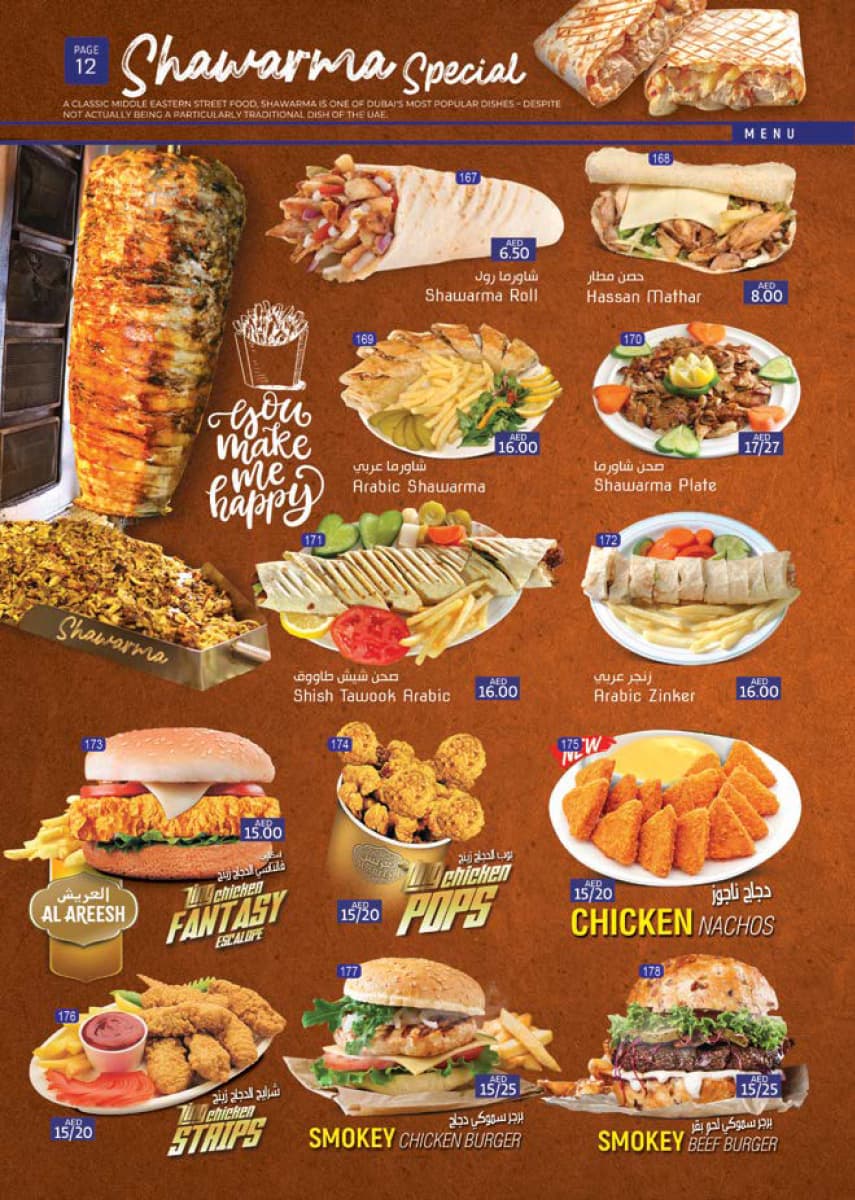 PAGE
12
Shawarma Special
A CLASSIC MIDDLE EASTERN STREET FOOD, SHAWARMA IS ONE OF DUBAI'S MOST POPULAR DISHES - DESPITE
NOT ACTUALLY BEING A PARTICULARLY TRADITIONAL DISH OF THE UAE.
MENU
167
AED
6.50
شاورما رول
Shawarma Roll
168
حصن مطار
Hassan Mathar
AED
8.00
you
make
me
happy
169
AED
16.00
شاورما عربي
Arabic Shawarma
170
AED
17/27
صحن شاورما
Shawarma Plate
Shawarma
171
صحن شيش طاووق
Shish Tawook Arabic
AED
16.00
172
زنجر عربي
Arabic Zinker
AED
16.00
173
AED
15.00
فانتاسي الدجاج زينج
Zing chicken
FANTASY
ESCALOPE
العريش
AL AREESH
174
AED
15/20
بوب الدجاج زينج
chicken
POPS
175
NEW
AED
15/20
دجاج ناجوز
CHICKEN NACHOS
176
AED
15/20
شرايح الدجاج زينج
Zing chicken
STRIPS
177
AED
15/25
برجر سموكي دجاج
SMOKEY CHICKEN BURGER
178
AED
15/25
برجر سموكي لحم بقر
SMOKEY BEEF BURGER